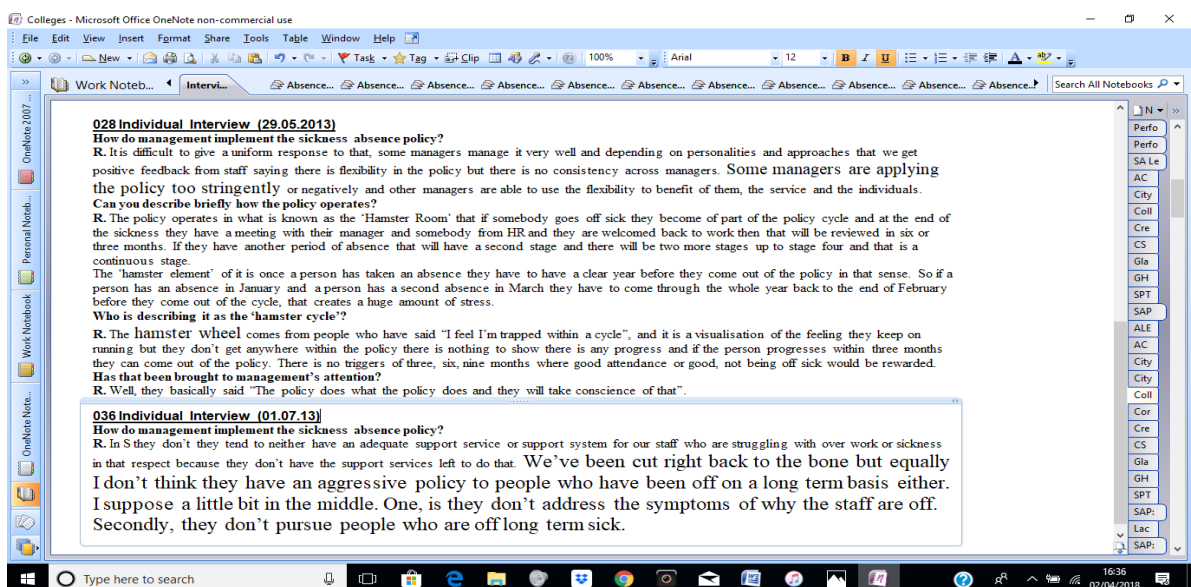 Colleges - Microsoft Office OneNote non-commercial use
File Edit View Insert Format Share Tools Table Window Help
New Task Tag Clip 100% Arial 12 B I U
Work Noteb... Intervi... Absence... Absence... Absence... Absence... Absence... Absence... Absence... Absence... Absence... Absence... Absence... Search All Notebooks
OneNote 2007 ...
Personal Noteb...
Work Notebook
OneNote Note...
028 Individual Interview (29.05.2013)
How do management implement the sickness absence policy?
R. It is difficult to give a uniform response to that, some managers manage it very well and depending on personalities and approaches that we get
positive feedback from staff saying there is flexibility in the policy but there is no consistency across managers. Some managers are applying
the policy too stringently or negatively and other managers are able to use the flexibility to benefit of them, the service and the individuals.
Can you describe briefly how the policy operates?
R. The policy operates in what is known as the 'Hamster Room' that if somebody goes off sick they become of part of the policy cycle and at the end of
the sickness they have a meeting with their manager and somebody from HR and they are welcomed back to work then that will be reviewed in six or
three months. If they have another period of absence that will have a second stage and there will be two more stages up to stage four and that is a
continuous stage.
The 'hamster element' of it is once a person has taken an absence they have to have a clear year before they come out of the policy in that sense. So if a
person has an absence in January and a person has a second absence in March they have to come through the whole year back to the end of February
before they come out of the cycle, that creates a huge amount of stress.
Who is describing it as the 'hamster cycle'?
R. The hamster wheel comes from people who have said "I feel I'm trapped within a cycle", and it is a visualisation of the feeling they keep on
running but they don't get anywhere within the policy there is nothing to show there is any progress and if the person progresses within three months
they can come out of the policy. There is no triggers of three, six, nine months where good attendance or good, not being off sick would be rewarded.
Has that been brought to management's attention?
R. Well, they basically said "The policy does what the policy does and they will take conscience of that".
036 Individual Interview (01.07.13)
How do management implement the sickness absence policy?
R. In S they don't they tend to neither have an adequate support service or support system for our staff who are struggling with over work or sickness
in that respect because they don't have the support services left to do that. We've been cut right back to the bone but equally
I don't think they have an aggressive policy to people who have been off on a long term basis either.
I suppose a little bit in the middle. One, is they don't address the symptoms of why the staff are off.
Secondly, they don't pursue people who are off long term sick.
N
Perfo
Perfo
SA Le
AC
City
Coll
Cre
CS
Gla
GH
SPT
SAP
ALE
AC
City
City
Coll
Cor
Cre
CS
Gla
GH
SPT
SAP:
Lac
SAP:
Type here to search
16:36
02/04/2018